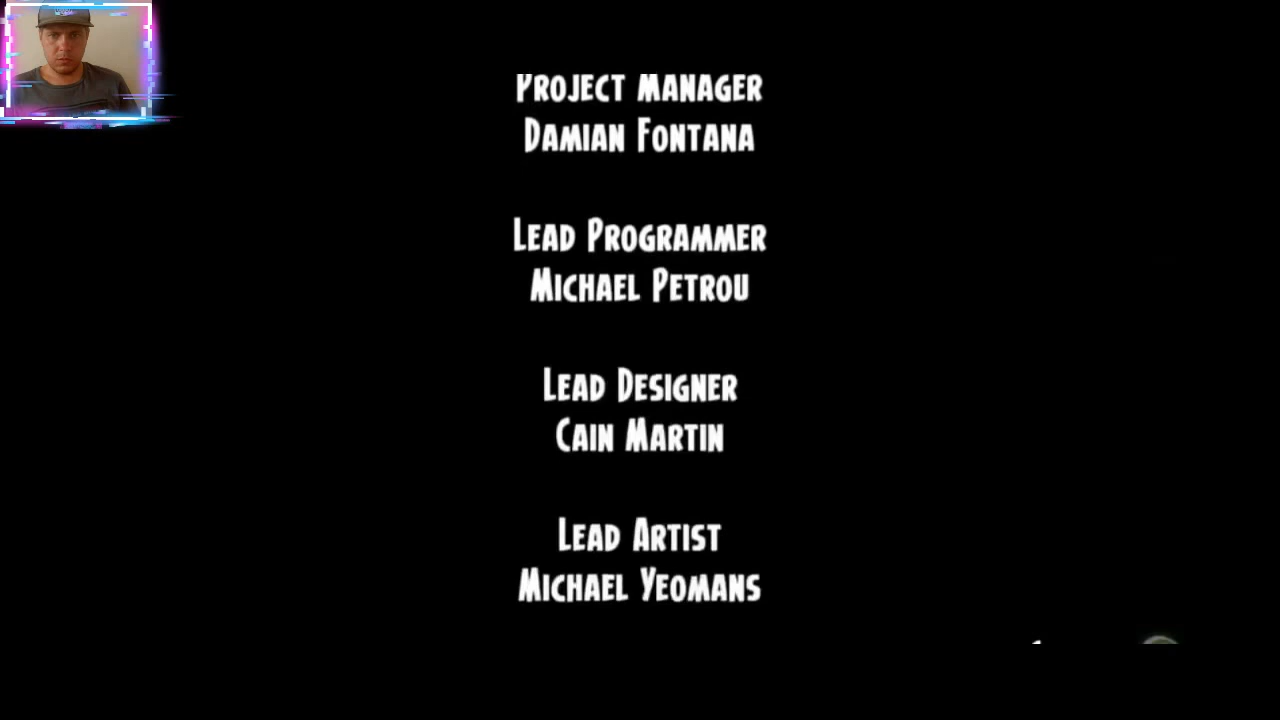 Project Manager
Damian Fontana
Lead Programmer
Michael Petrou
Lead Designer
Cain Martin
Lead Artist
Michael Yeomans